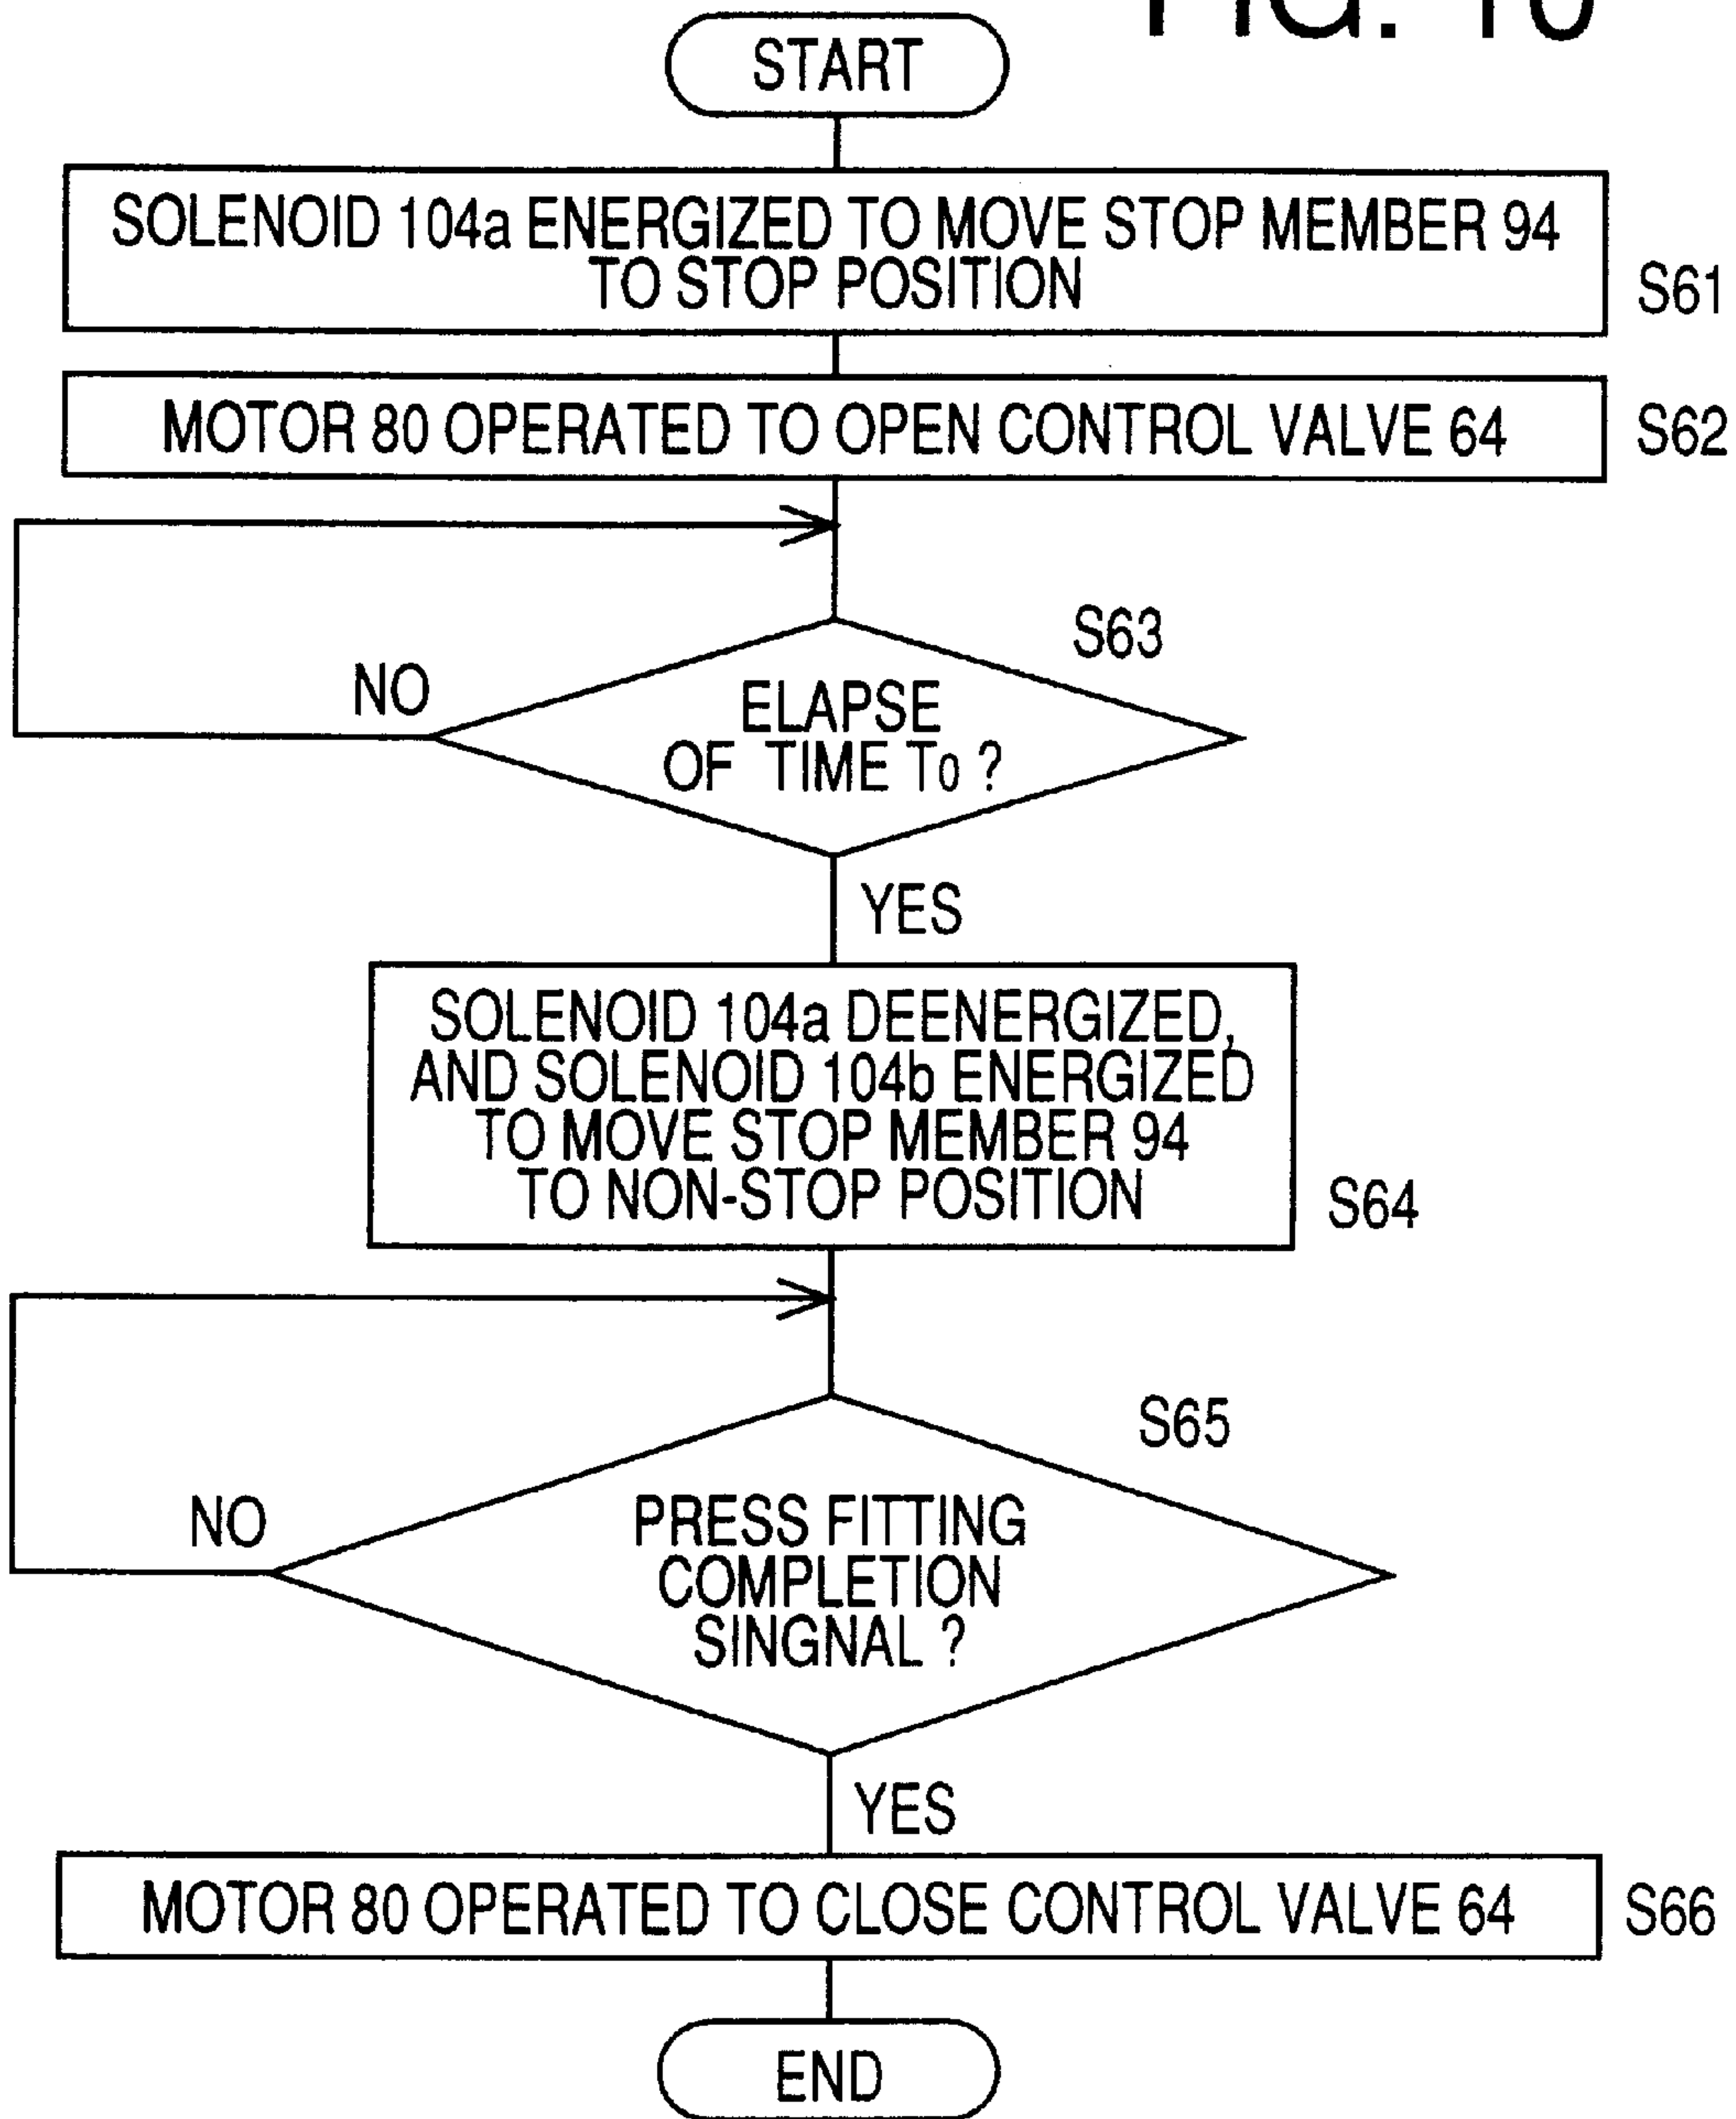 FIG. 10
START
SOLENOID 104a ENERGIZED TO MOVE STOP MEMBER 94
TO STOP POSITION
S61
MOTOR 80 OPERATED TO OPEN CONTROL VALVE 64
S62
S63
NO
ELAPSE
OF TIME T0 ?
YES
SOLENOID 104a DEENERGIZED,
AND SOLENOID 104b ENERGIZED
TO MOVE STOP MEMBER 94
TO NON-STOP POSITION
S64
S65
NO
PRESS FITTING
COMPLETION
SINGNAL ?
YES
MOTOR 80 OPERATED TO CLOSE CONTROL VALVE 64
S66
END